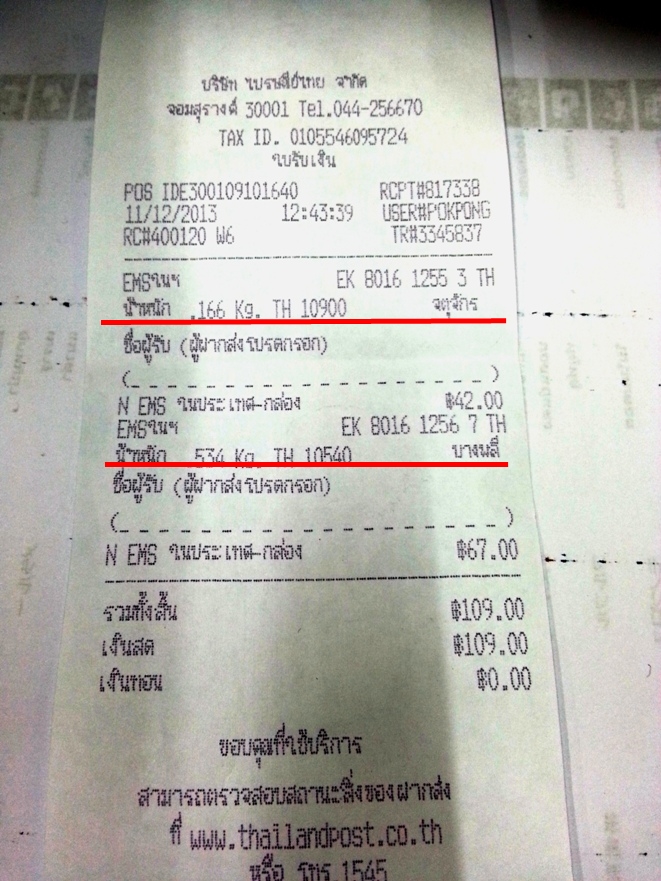 บริษัท ไปรษณีย์ไทย จำกัด
จอมสุรางค์ 30001 Tel.044-256670
TAX ID. 0105546095724
ใบรับเงิน
POS IDE300109101640 RCPT#817338
11/12/2013 12:43:39 USER#POKPONG
RC#400120 W6 TR#3345837
EMSในฯ EK 8016 1255 3 TH
น้ำหนัก .166 Kg. TH 10900 จตุจักร
ชื่อผู้รับ (ผู้ฝากส่งโปรดกรอก)
(_ _ _ _ _ _ _ _ _ _ _ _ _ _ _ _ _ _)
N EMS ในประเทศ-กล่อง ฿42.00
EMSในฯ EK 8016 1256 7 TH
น้ำหนัก .534 Kg. TH 10540 บางพลี
ชื่อผู้รับ (ผู้ฝากส่งโปรดกรอก)
(_ _ _ _ _ _ _ _ _ _ _ _ _ _ _ _ _ _)
N EMS ในประเทศ-กล่อง ฿67.00
รวมทั้งสิ้น ฿109.00
เงินสด ฿109.00
เงินทอน ฿0.00
ขอบคุณที่ใช้บริการ
สามารถตรวจสอบสถานะสิ่งของฝากส่ง
ที่ www.thailandpost.co.th
หรือ โทร 1545